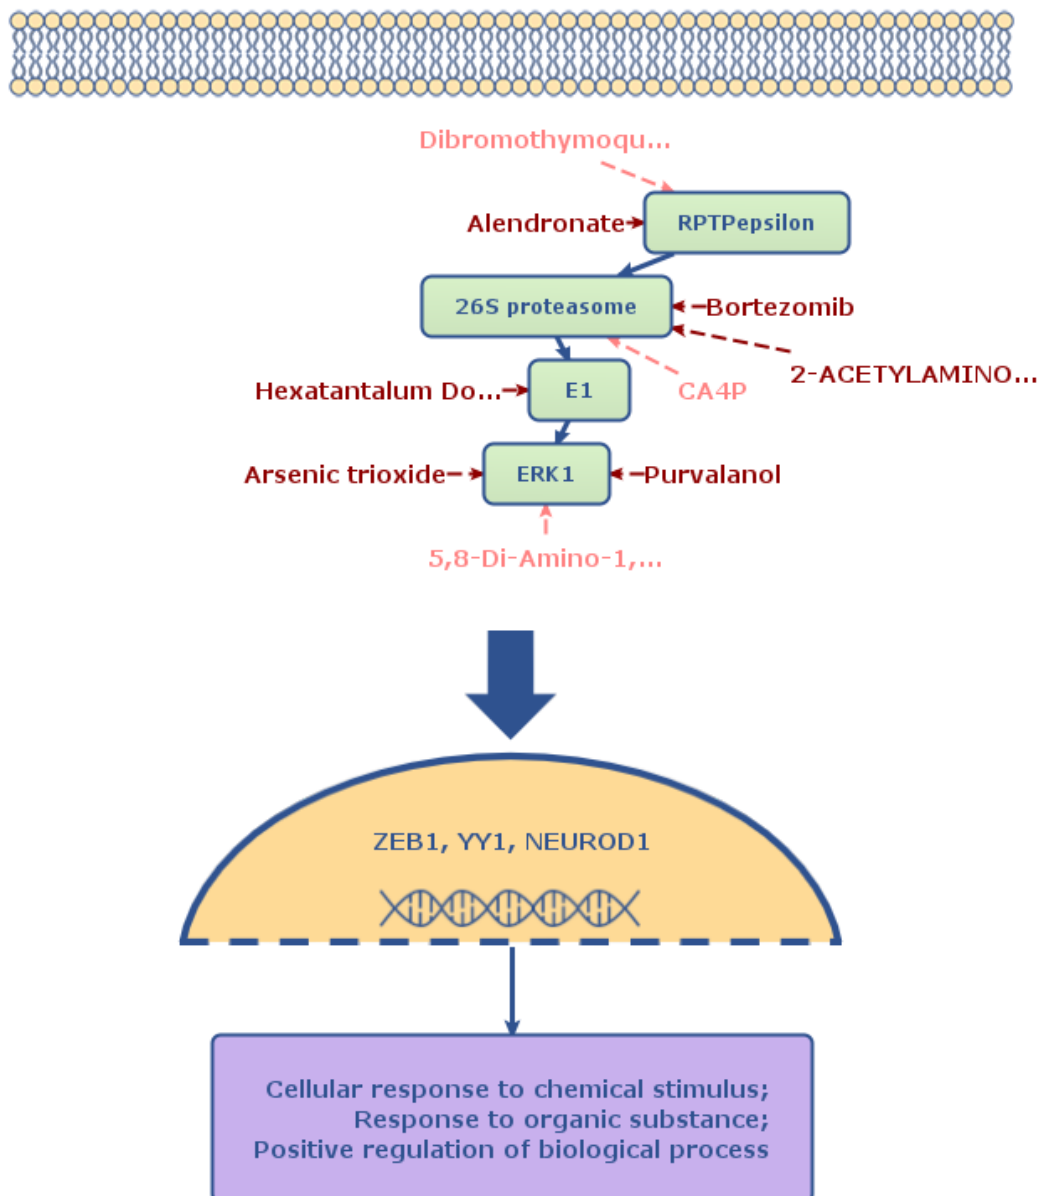 Dibromothymoqu...
Alendronate
RPTPepsilon
26S proteasome
Bortezomib
2-ACETYLAMINO...
Hexatantalum Do...
E1
CA4P
Arsenic trioxide
ERK1
Purvalanol
5,8-Di-Amino-1,...
ZEB1, YY1, NEUROD1
Cellular response to chemical stimulus;
Response to organic substance;
Positive regulation of biological process